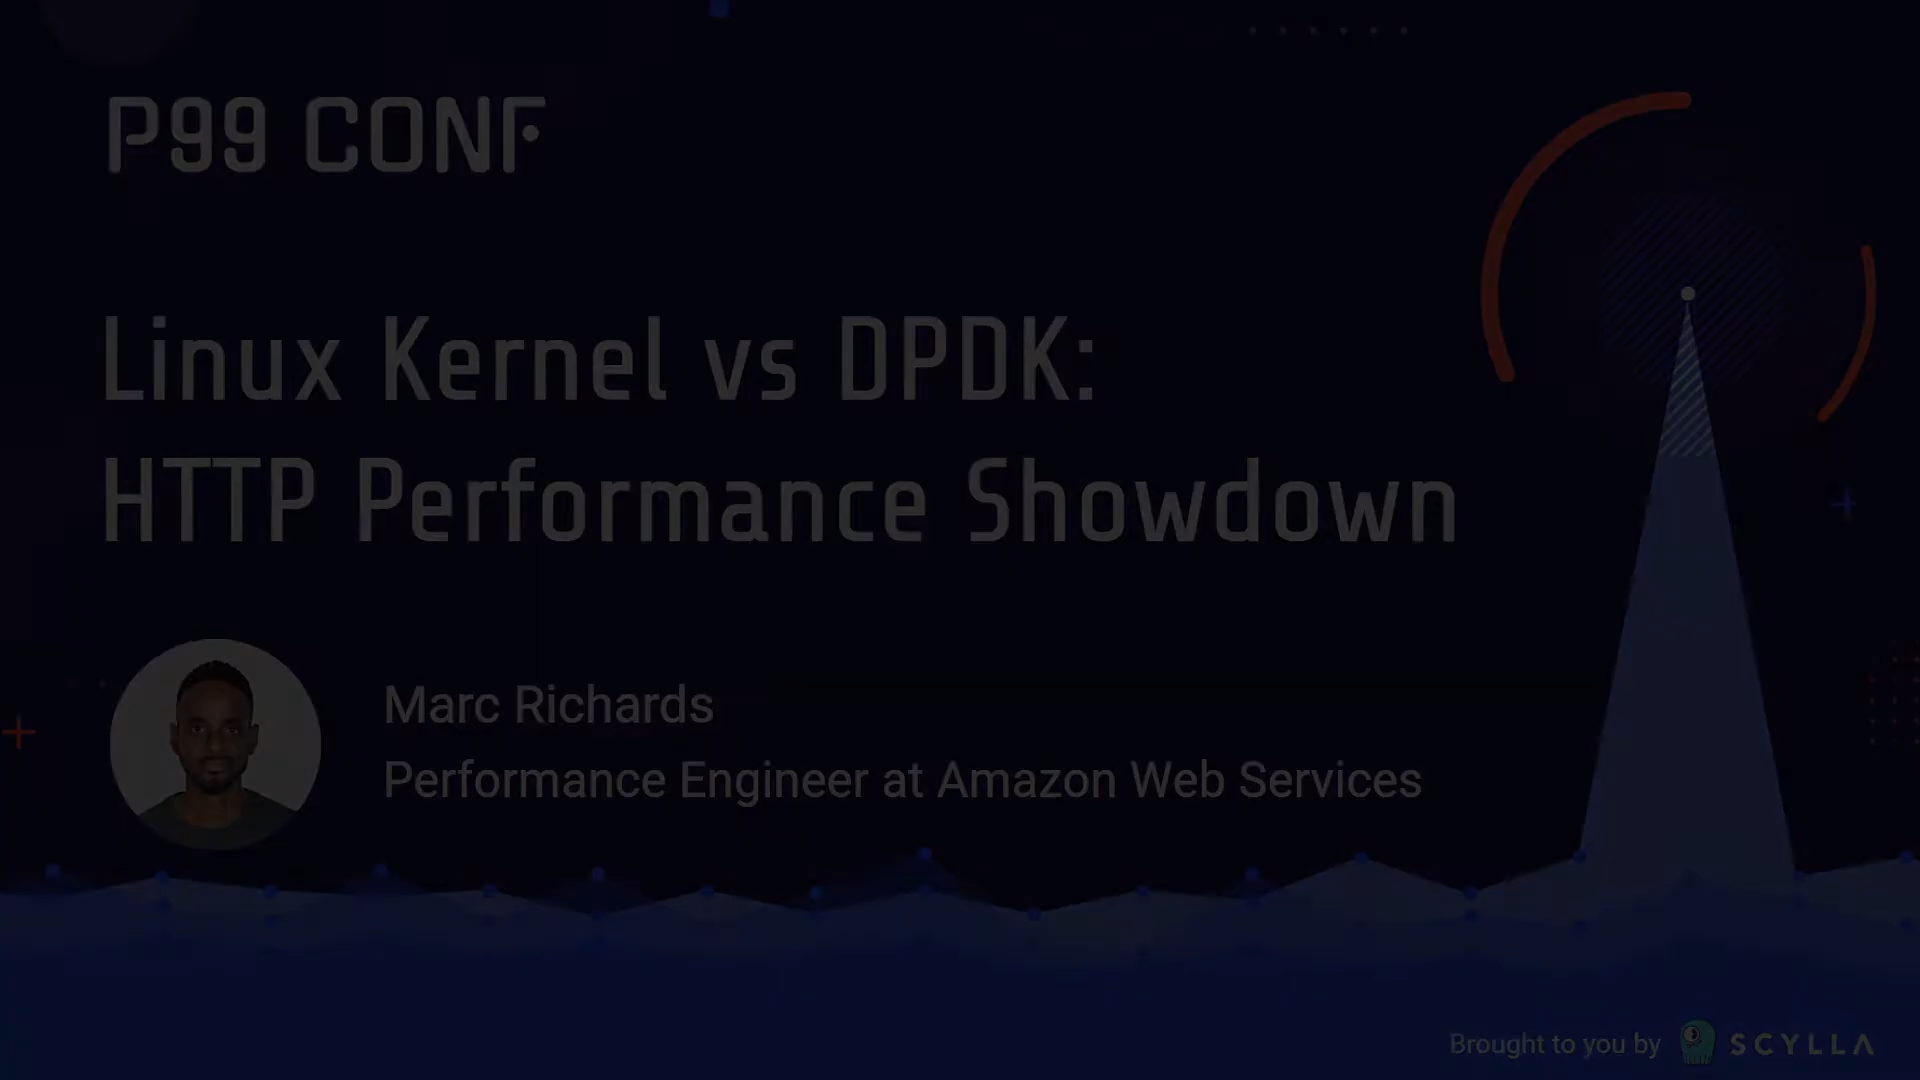 P99 CONF
Linux Kernel vs DPDK:
HTTP Performance Showdown
Marc Richards
Performance Engineer at Amazon Web Services
Brought to you by SCYLLA